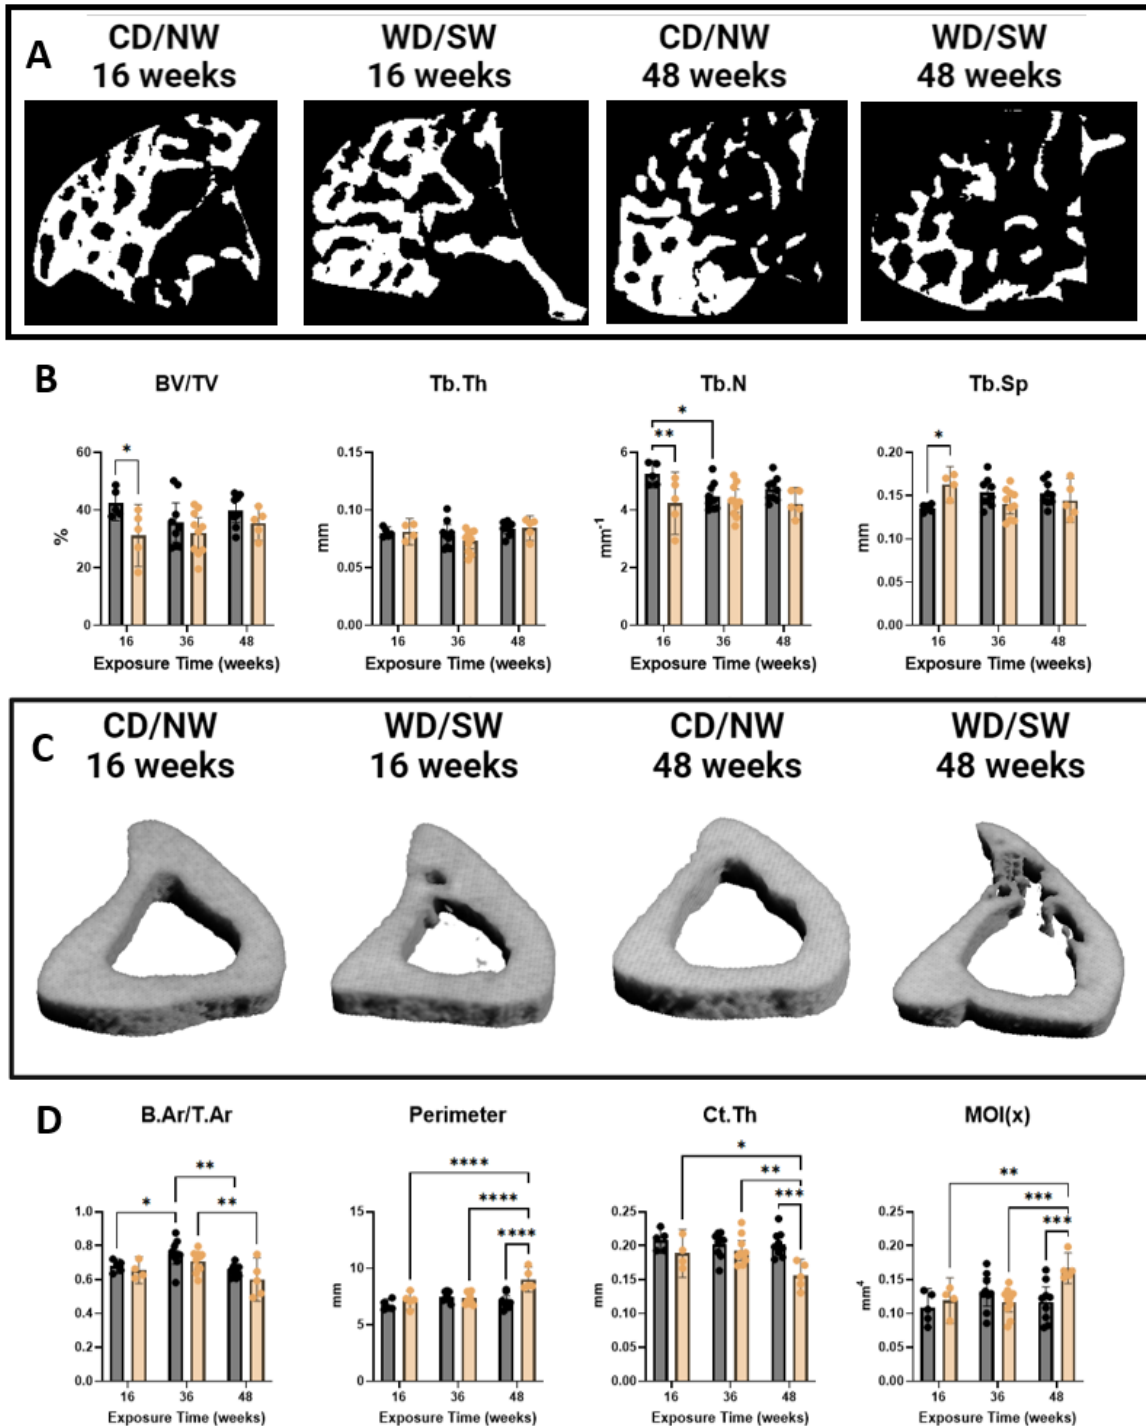 A
CD/NW
16 weeks
WD/SW
16 weeks
CD/NW
48 weeks
WD/SW
48 weeks
B
BV/TV
Tb.Th
Tb.N
Tb.Sp
%
60
40
20
0
*
16 36 48
Exposure Time (weeks)
mm
0.15
0.10
0.05
0.00
16 36 48
Exposure Time (weeks)
mm⁻¹
6
4
2
0
*
**
16 36 48
Exposure Time (weeks)
mm
0.20
0.15
0.10
0.05
0.00
*
16 36 48
Exposure Time (weeks)
C
CD/NW
16 weeks
WD/SW
16 weeks
CD/NW
48 weeks
WD/SW
48 weeks
D
B.Ar/T.Ar
Perimeter
Ct.Th
MOI(x)
1.0
0.8
0.6
0.4
0.2
0.0
**
* **
16 36 48
Exposure Time (weeks)
mm
15
10
5
0
****
****
****
16 36 48
Exposure Time (weeks)
mm
0.25
0.20
0.15
0.10
0.05
0.00
*
**
***
16 36 48
Exposure Time (weeks)
mm⁴
0.25
0.20
0.15
0.10
0.05
0.00
**
***
***
16 36 48
Exposure Time (weeks)